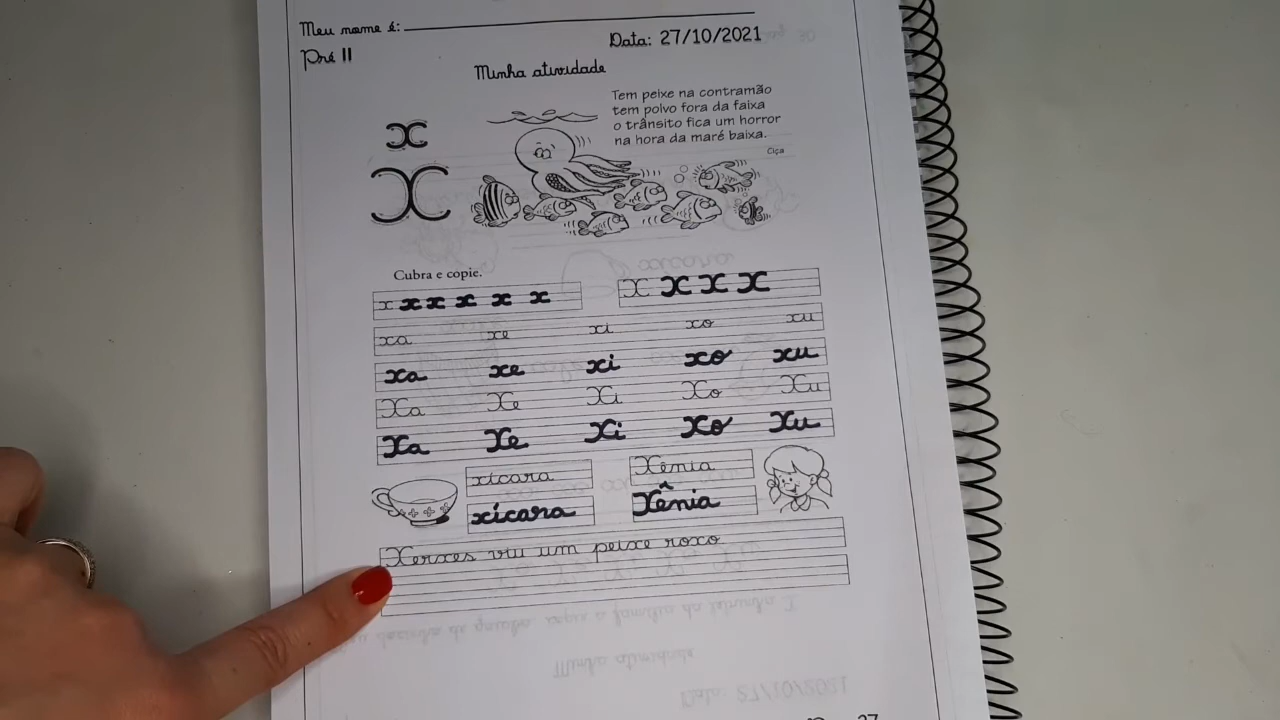 Meu nome é:
Data: 27/10/2021
Pré II
Minha atividade
Tem peixe na contramão
tem polvo fora da faixa
o trânsito fica um horror
na hora da maré baixa.
Ciça
x
X
Cubra e copie.
x x x x x x
X X X X
xa xe xi xo xu
xa xe xi xo xu
Xa Xe Xi Xo Xu
Xa Xe Xi Xo Xu
xícara Xênia
xícara Xênia
Xerxes viu um peixe roxo
27